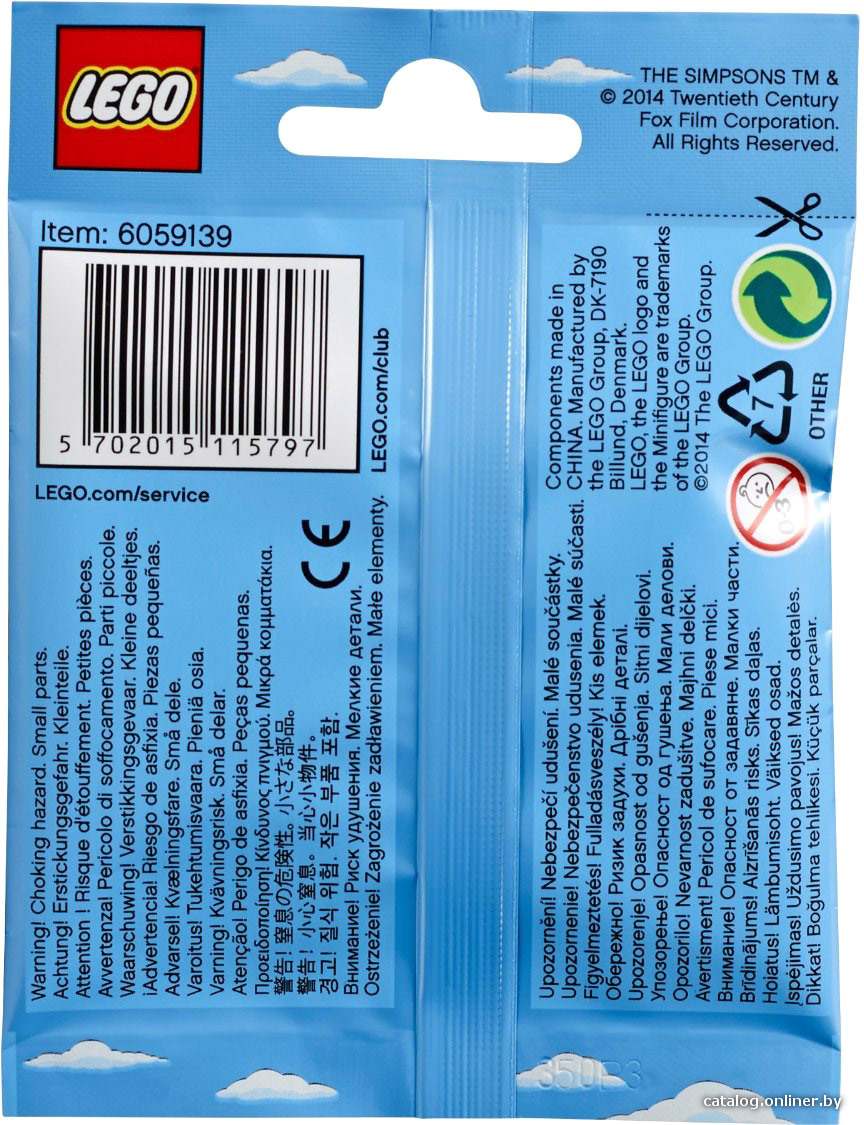 LEGO
THE SIMPSONS TM &
© 2014 Twentieth Century
Fox Film Corporation.
All Rights Reserved.
Item: 6059139
5 702015 115797
LEGO.com/club
LEGO.com/service
CE
Warning! Choking hazard. Small parts.
Achtung! Erstickungsgefahr. Kleinteile.
Attention ! Risque d'étouffement. Petites pièces.
Avvertenza! Pericolo di soffocamento. Parti piccole.
Waarschuwing! Verstikkingsgevaar. Kleine deeltjes.
¡Advertencia! Riesgo de asfixia. Piezas pequeñas.
Advarsel! Kvælningsfare. Små dele.
Varoitus! Tukehtumisvaara. Pieniä osia.
Varning! Kvävningsrisk. Små delar.
Atenção! Perigo de asfixia. Peças pequenas.
Προειδοποίηση! Κίνδυνος πνιγμού. Μικρά κομματάκια.
警告! 窒息の危険性。小さな部品。
警告! 小心窒息。当心小物件。
경고! 질식 위험. 작은 부품 포함.
Внимание! Риск удушения. Мелкие детали.
Ostrzeżenie! Zagrożenie zadławieniem. Małe elementy.
Components made in
CHINA. Manufactured by
the LEGO Group, DK-7190
Billund, Denmark.
LEGO, the LEGO logo and
the Minifigure are trademarks
of the LEGO Group.
©2014 The LEGO Group.
7
OTHER
0-3
Upozornění! Nebezpečí udušení. Malé součástky.
Upozornenie! Nebezpečenstvo udusenia. Malé súčasti.
Figyelmeztetés! Fulladásveszély! Kis elemek.
Обережно! Ризик задухи. Дрібні деталі.
Upozorenje! Opasnost od gušenja. Sitni dijelovi.
Упозорење! Опасност од гушења. Мали делови.
Opozorilo! Nevarnost zadušitve. Majhni delčki.
Avertisment! Pericol de sufocare. Piese mici.
Внимание! Опасност от задавяне. Малки части.
Brīdinājums! Aizrīšanās risks. Sīkas daļas.
Hoiatus! Lämbumisoht. Väiksed osad.
Įspėjimas! Uždusimo pavojus! Mažos detalės.
Dikkat! Boğulma tehlikesi. Küçük parçalar.
catalog.onliner.by